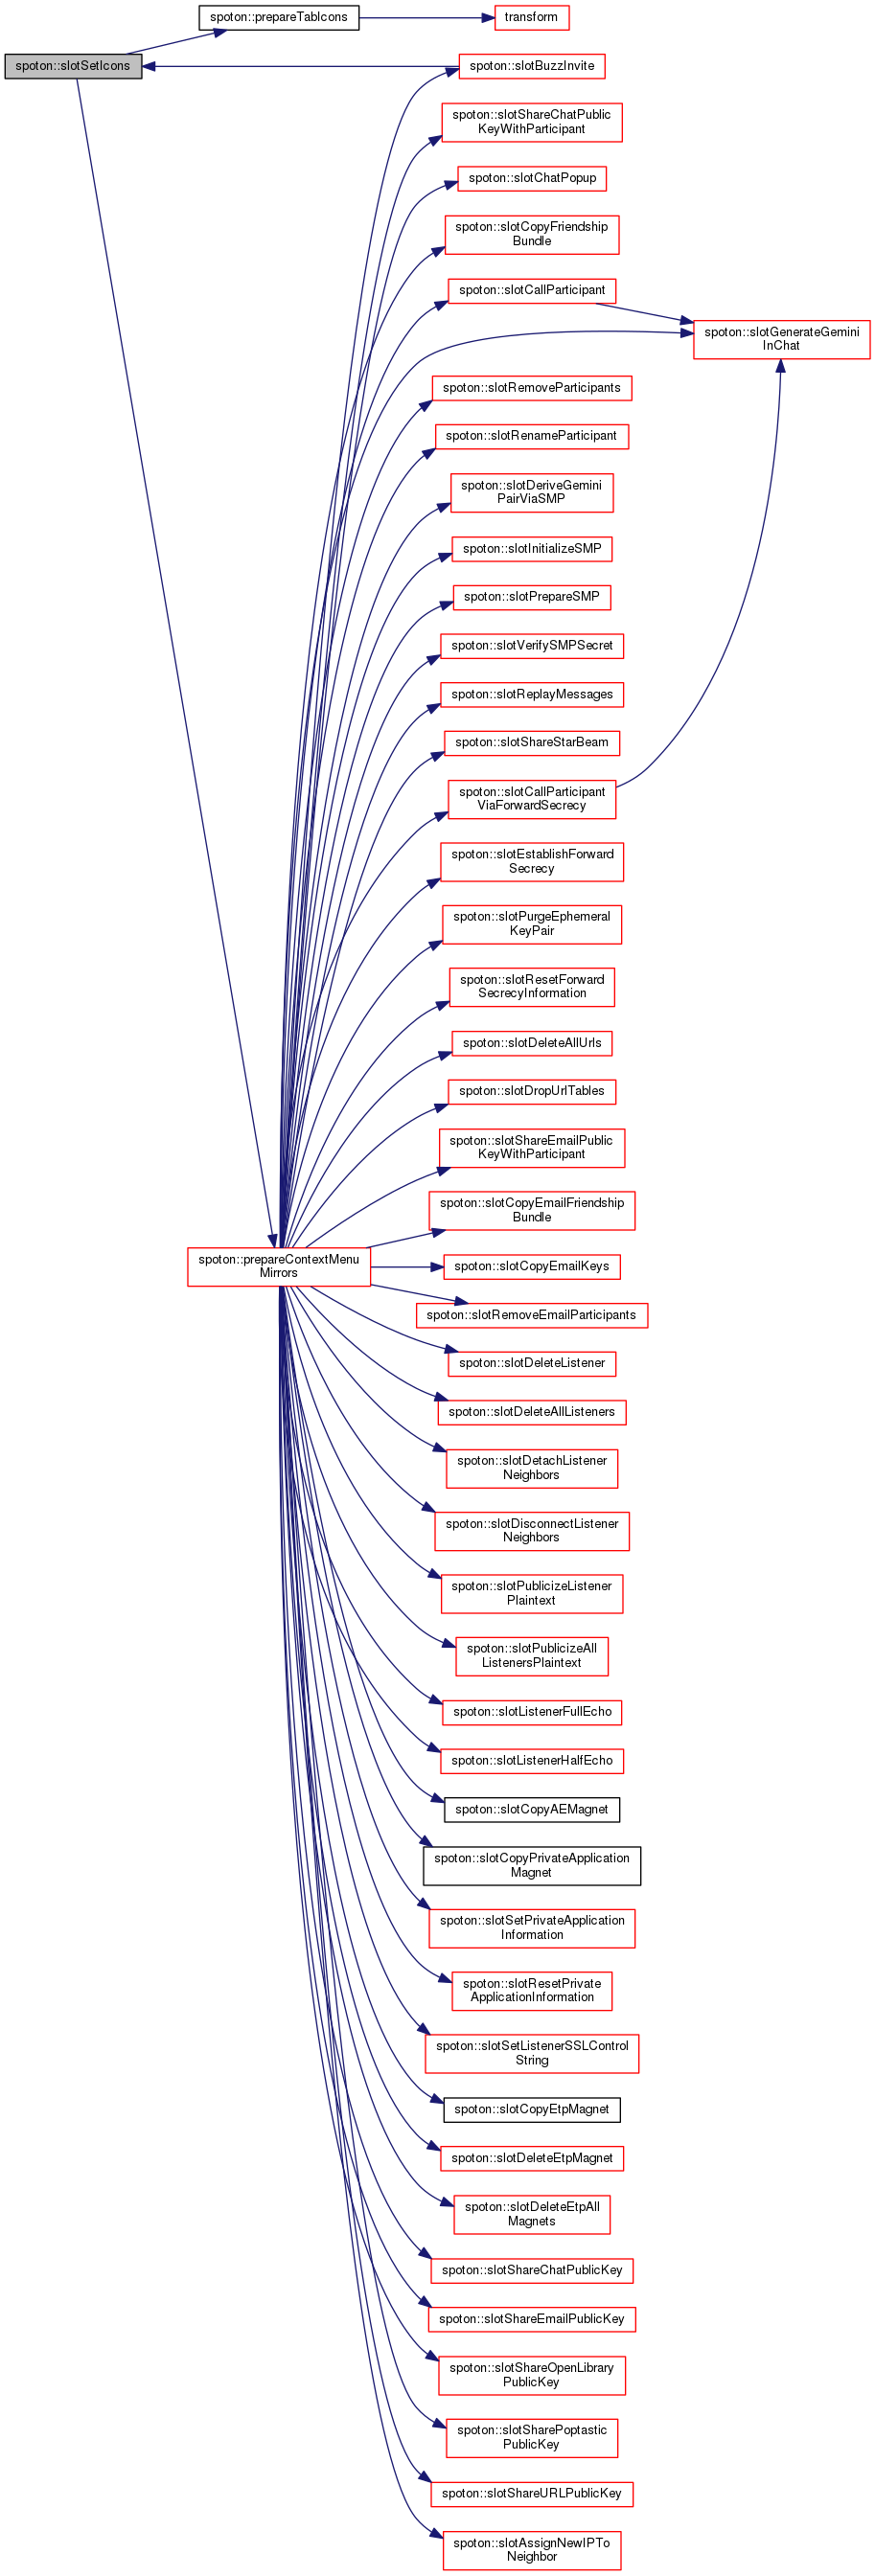 spoton::prepareTabIcons
transform
spoton::slotSetIcons
spoton::slotBuzzInvite
spoton::slotShareChatPublic
KeyWithParticipant
spoton::slotChatPopup
spoton::slotCopyFriendship
Bundle
spoton::slotCallParticipant
spoton::slotGenerateGemini
InChat
spoton::slotRemoveParticipants
spoton::slotRenameParticipant
spoton::slotDeriveGemini
PairViaSMP
spoton::slotInitializeSMP
spoton::slotPrepareSMP
spoton::slotVerifySMPSecret
spoton::slotReplayMessages
spoton::slotShareStarBeam
spoton::slotCallParticipant
ViaForwardSecrecy
spoton::slotEstablishForward
Secrecy
spoton::slotPurgeEphemeral
KeyPair
spoton::slotResetForward
SecrecyInformation
spoton::slotDeleteAllUrls
spoton::slotDropUrlTables
spoton::slotShareEmailPublic
KeyWithParticipant
spoton::slotCopyEmailFriendship
Bundle
spoton::prepareContextMenu
Mirrors
spoton::slotCopyEmailKeys
spoton::slotRemoveEmailParticipants
spoton::slotDeleteListener
spoton::slotDeleteAllListeners
spoton::slotDetachListener
Neighbors
spoton::slotDisconnectListener
Neighbors
spoton::slotPublicizeListener
Plaintext
spoton::slotPublicizeAll
ListenersPlaintext
spoton::slotListenerFullEcho
spoton::slotListenerHalfEcho
spoton::slotCopyAEMagnet
spoton::slotCopyPrivateApplication
Magnet
spoton::slotSetPrivateApplication
Information
spoton::slotResetPrivate
ApplicationInformation
spoton::slotSetListenerSSLControl
String
spoton::slotCopyEtpMagnet
spoton::slotDeleteEtpMagnet
spoton::slotDeleteEtpAll
Magnets
spoton::slotShareChatPublicKey
spoton::slotShareEmailPublicKey
spoton::slotShareOpenLibrary
PublicKey
spoton::slotSharePoptastic
PublicKey
spoton::slotShareURLPublicKey
spoton::slotAssignNewIPTo
Neighbor